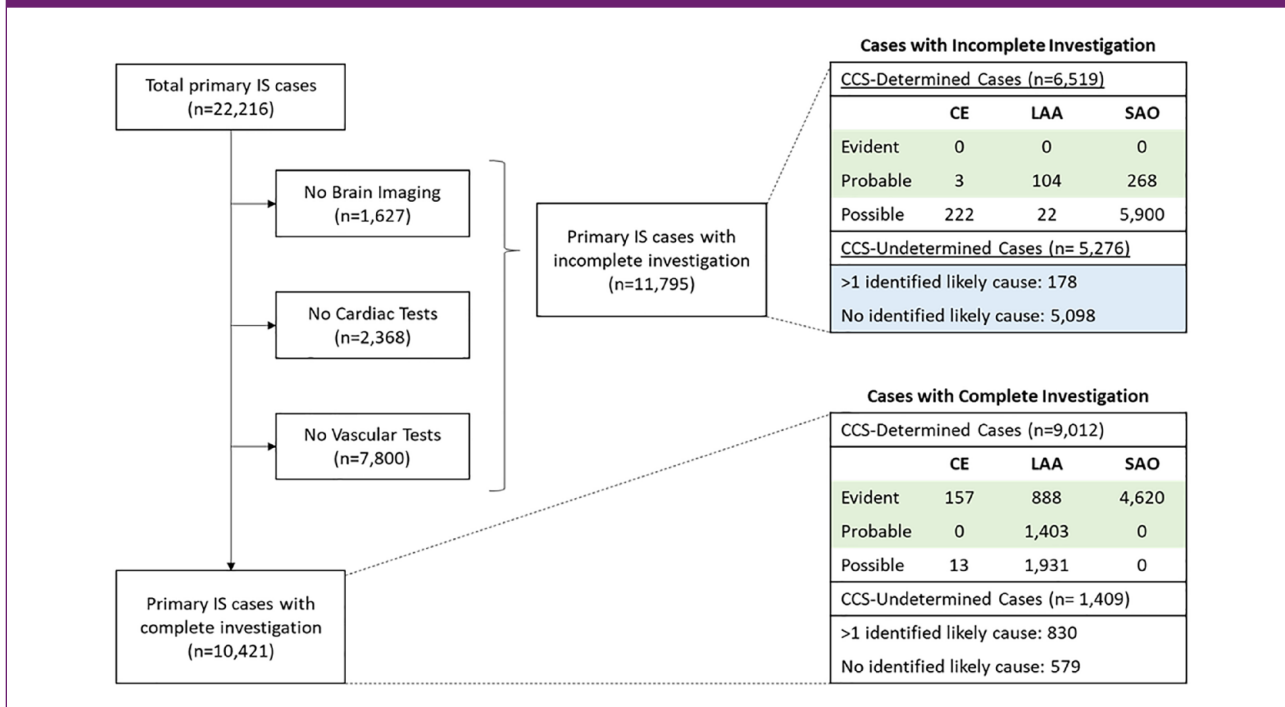 Total primary IS cases
(n=22,216)
No Brain Imaging
(n=1,627)
No Cardiac Tests
(n=2,368)
No Vascular Tests
(n=7,800)
Primary IS cases with
complete investigation
(n=10,421)
Primary IS cases with
incomplete investigation
(n=11,795)
Cases with Incomplete Investigation
CCS-Determined Cases (n=6,519)
CE LAA SAO
Evident 0 0 0
Probable 3 104 268
Possible 222 22 5,900
CCS-Undetermined Cases (n= 5,276)
>1 identified likely cause: 178
No identified likely cause: 5,098
Cases with Complete Investigation
CCS-Determined Cases (n=9,012)
CE LAA SAO
Evident 157 888 4,620
Probable 0 1,403 0
Possible 13 1,931 0
CCS-Undetermined Cases (n= 1,409)
>1 identified likely cause: 830
No identified likely cause: 579